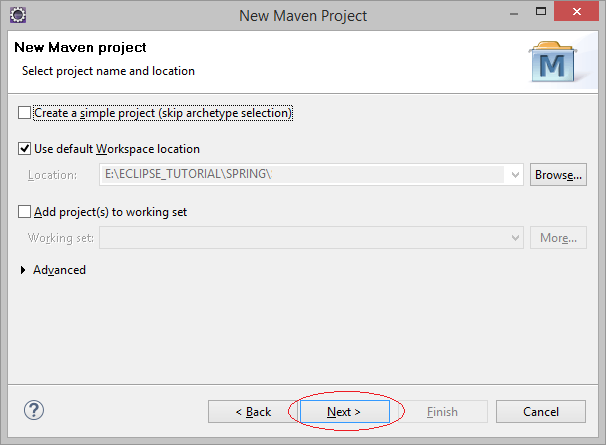 New Maven Project
New Maven project
Select project name and location
M
Create a simple project (skip archetype selection)
Use default Workspace location
Location: E:\ECLIPSE_TUTORIAL\SPRING\ Browse...
Add project(s) to working set
Working set: More...
Advanced
? < Back Next > Finish Cancel